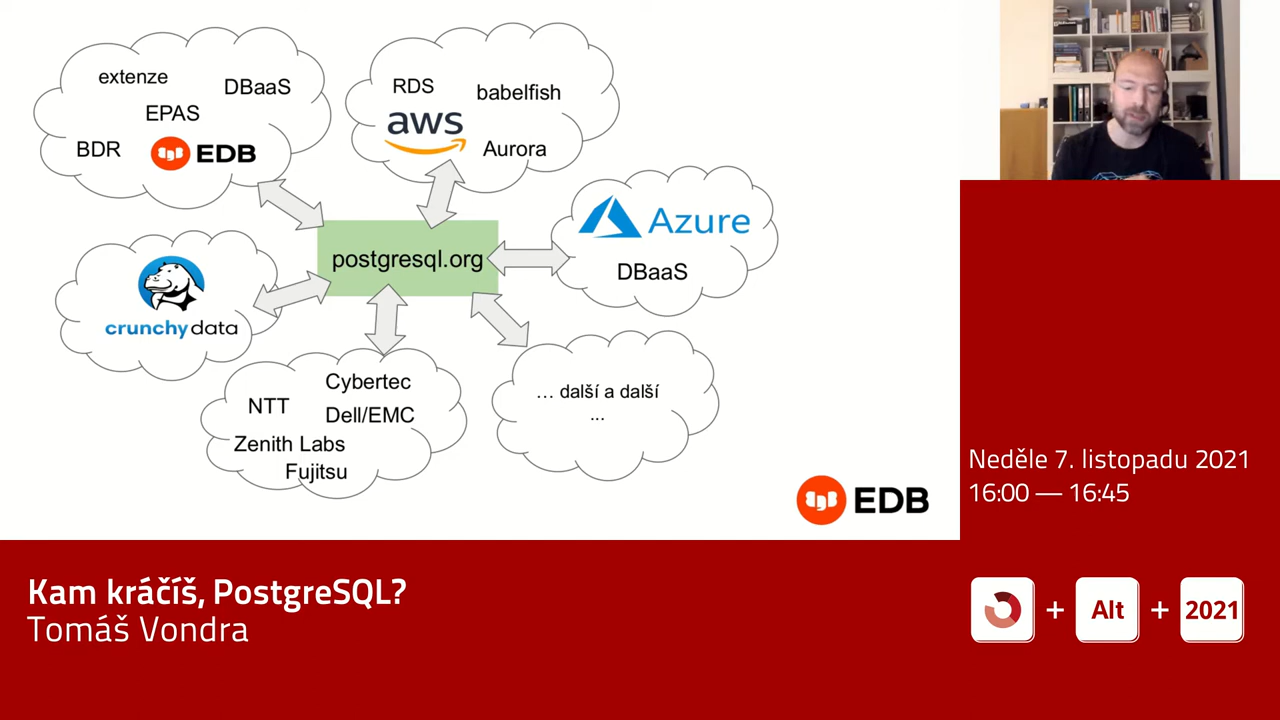 extenze
DBaaS
EPAS
BDR
EDB
RDS
babelfish
aws
Aurora
Azure
DBaaS
postgresql.org
crunchydata
Cybertec
NTT
Dell/EMC
Zenith Labs
Fujitsu
... další a další
...
EDB
Neděle 7. listopadu 2021
16:00 — 16:45
Kam kráčíš, PostgreSQL?
Tomáš Vondra
+ Alt + 2021